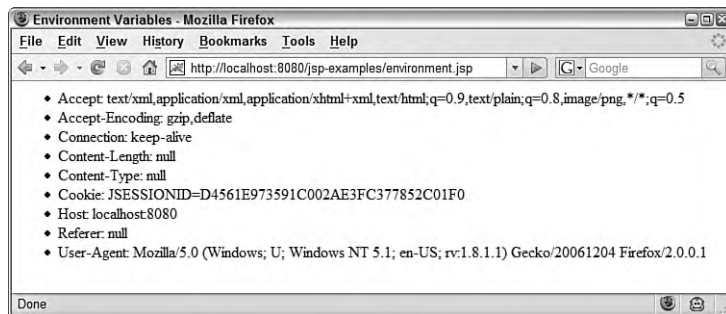 Environment Variables - Mozilla Firefox
File Edit View History Bookmarks Tools Help
http://localhost:8080/jsp-examples/environment.jsp G Google
• Accept: text/xml,application/xml,application/xhtml+xml,text/html;q=0.9,text/plain;q=0.8,image/png,*/*;q=0.5
• Accept-Encoding: gzip,deflate
• Connection: keep-alive
• Content-Length: null
• Content-Type: null
• Cookie: JSESSIONID=D4561E973591C002AE3FC377852C01F0
• Host: localhost:8080
• Referer: null
• User-Agent: Mozilla/5.0 (Windows; U; Windows NT 5.1; en-US; rv:1.8.1.1) Gecko/20061204 Firefox/2.0.0.1
Done